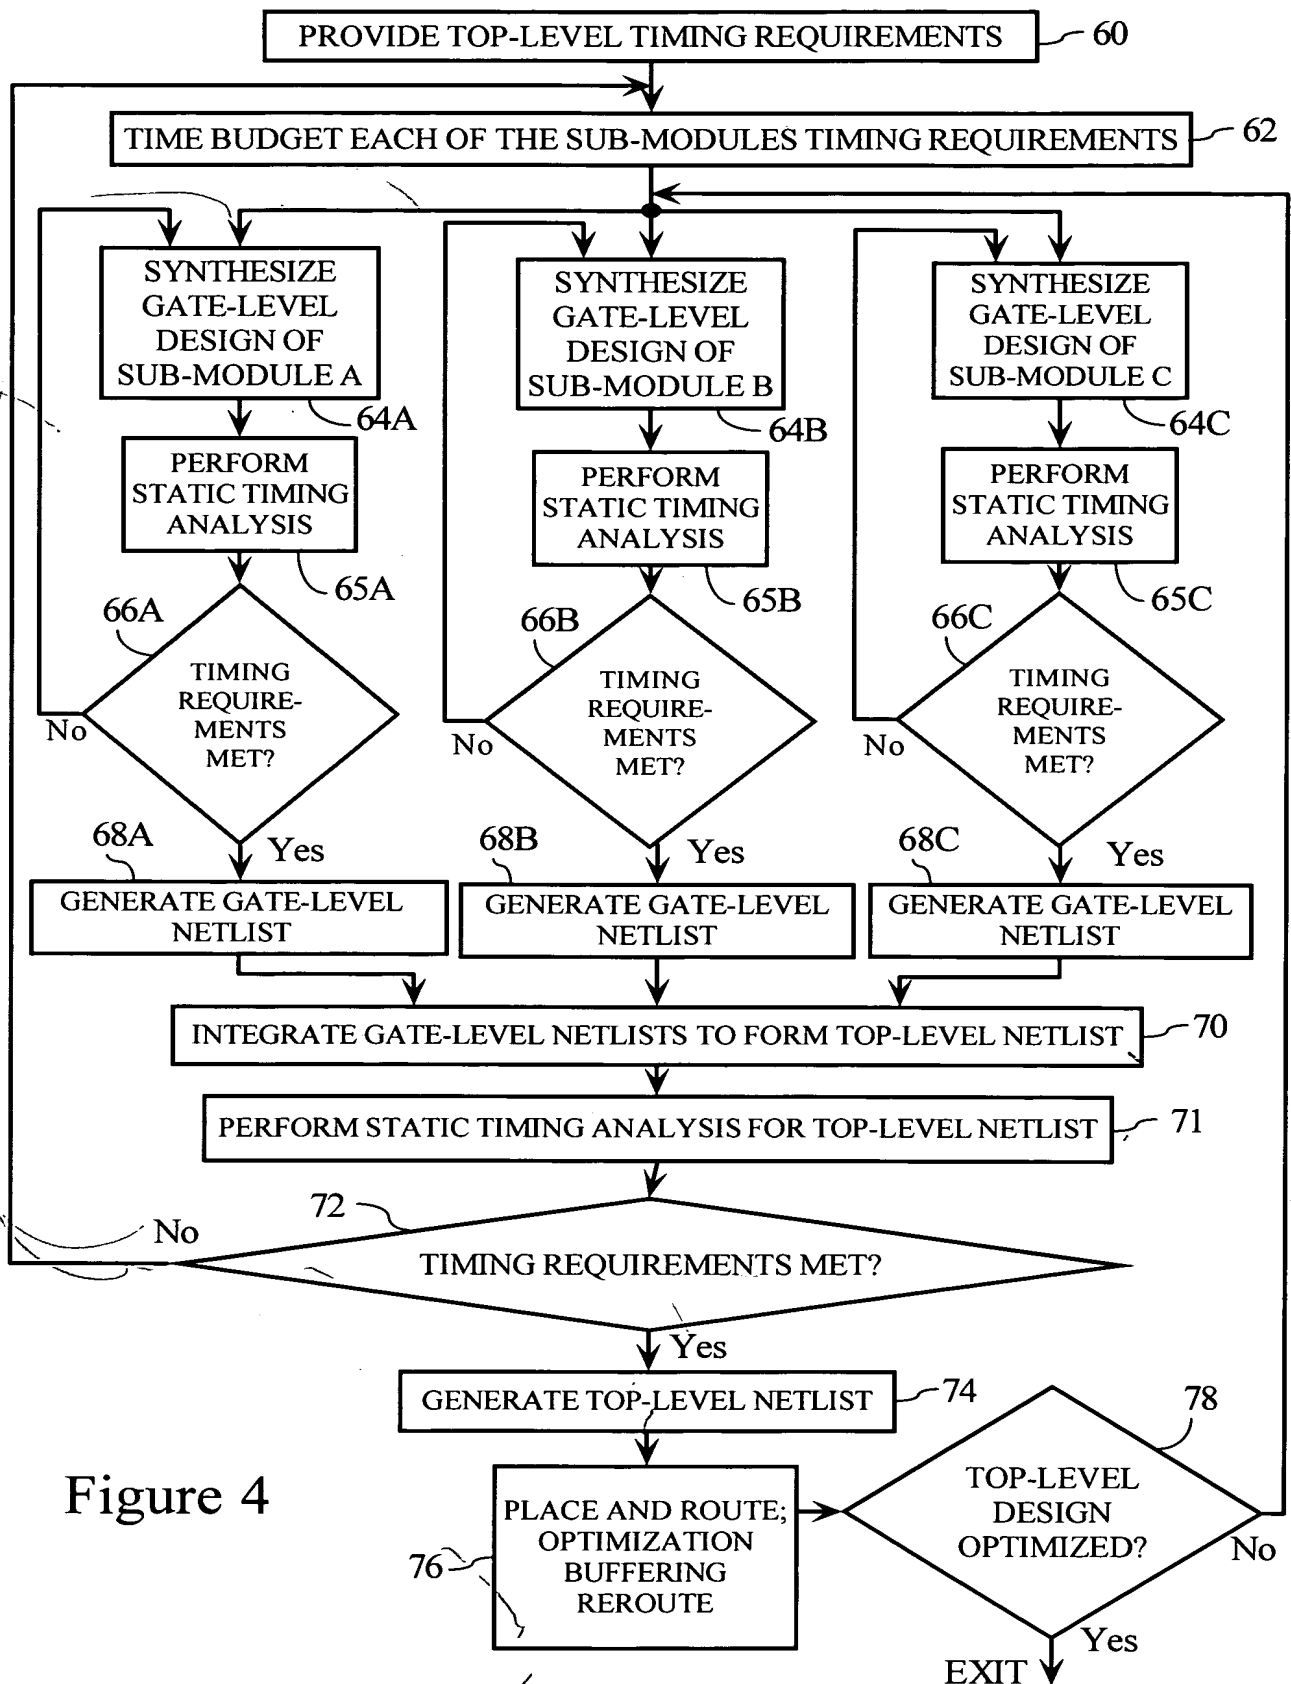 PROVIDE TOP-LEVEL TIMING REQUIREMENTS
60
TIME BUDGET EACH OF THE SUB-MODULES TIMING REQUIREMENTS
62
SYNTHESIZE
GATE-LEVEL
DESIGN OF
SUB-MODULE A
64A
PERFORM
STATIC TIMING
ANALYSIS
65A
66A
TIMING
REQUIRE-
MENTS
MET?
No
Yes
68A
GENERATE GATE-LEVEL
NETLIST
SYNTHESIZE
GATE-LEVEL
DESIGN OF
SUB-MODULE B
64B
PERFORM
STATIC TIMING
ANALYSIS
65B
66B
TIMING
REQUIRE-
MENTS
MET?
No
Yes
68B
GENERATE GATE-LEVEL
NETLIST
SYNTHESIZE
GATE-LEVEL
DESIGN OF
SUB-MODULE C
64C
PERFORM
STATIC TIMING
ANALYSIS
65C
66C
TIMING
REQUIRE-
MENTS
MET?
No
Yes
68C
GENERATE GATE-LEVEL
NETLIST
INTEGRATE GATE-LEVEL NETLISTS TO FORM TOP-LEVEL NETLIST
70
PERFORM STATIC TIMING ANALYSIS FOR TOP-LEVEL NETLIST
71
72
No
TIMING REQUIREMENTS MET?
Yes
GENERATE TOP-LEVEL NETLIST
74
PLACE AND ROUTE;
OPTIMIZATION
BUFFERING
REROUTE
76
78
TOP-LEVEL
DESIGN
OPTIMIZED?
No
Yes
EXIT
Figure 4